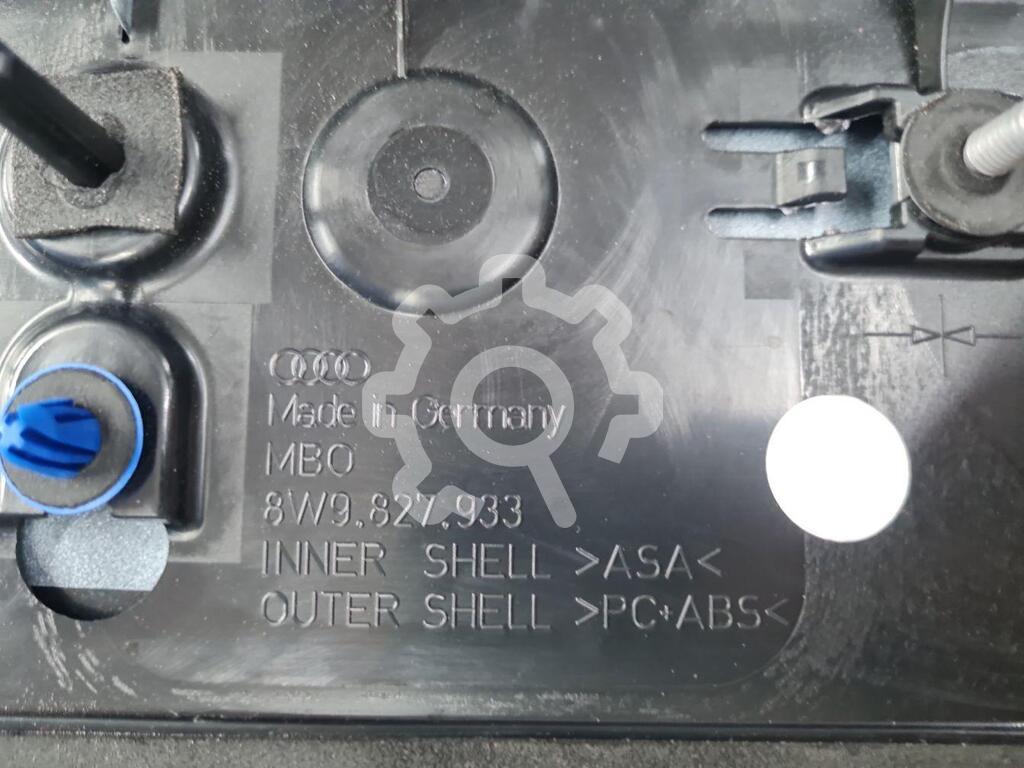 Made in Germany
MBO
8W9.827.933
INNER SHELL >ASA<
OUTER SHELL >PC+ABS<